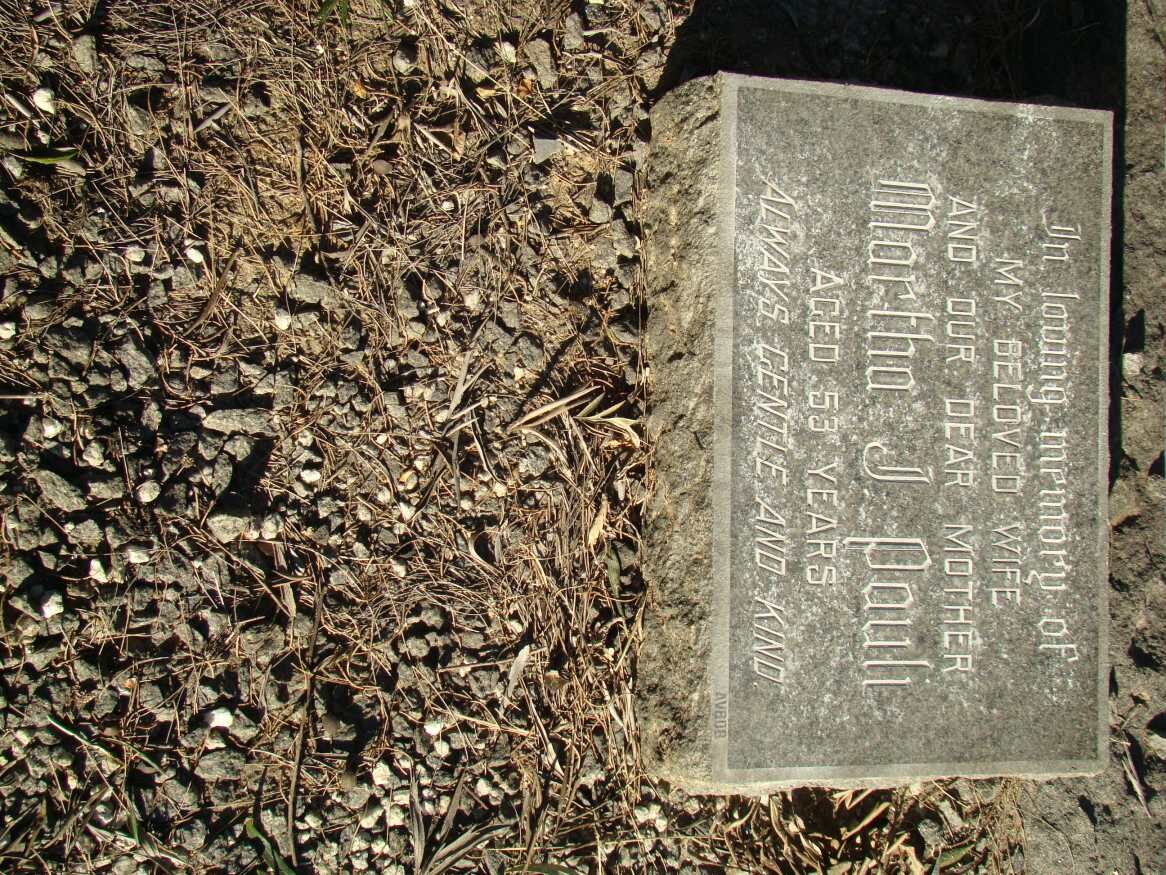 In loving memory of
MY BELOVED WIFE
AND OUR DEAR MOTHER
Martha J. Pauli
AGED 53 YEARS
ALWAYS GENTLE AND KIND.